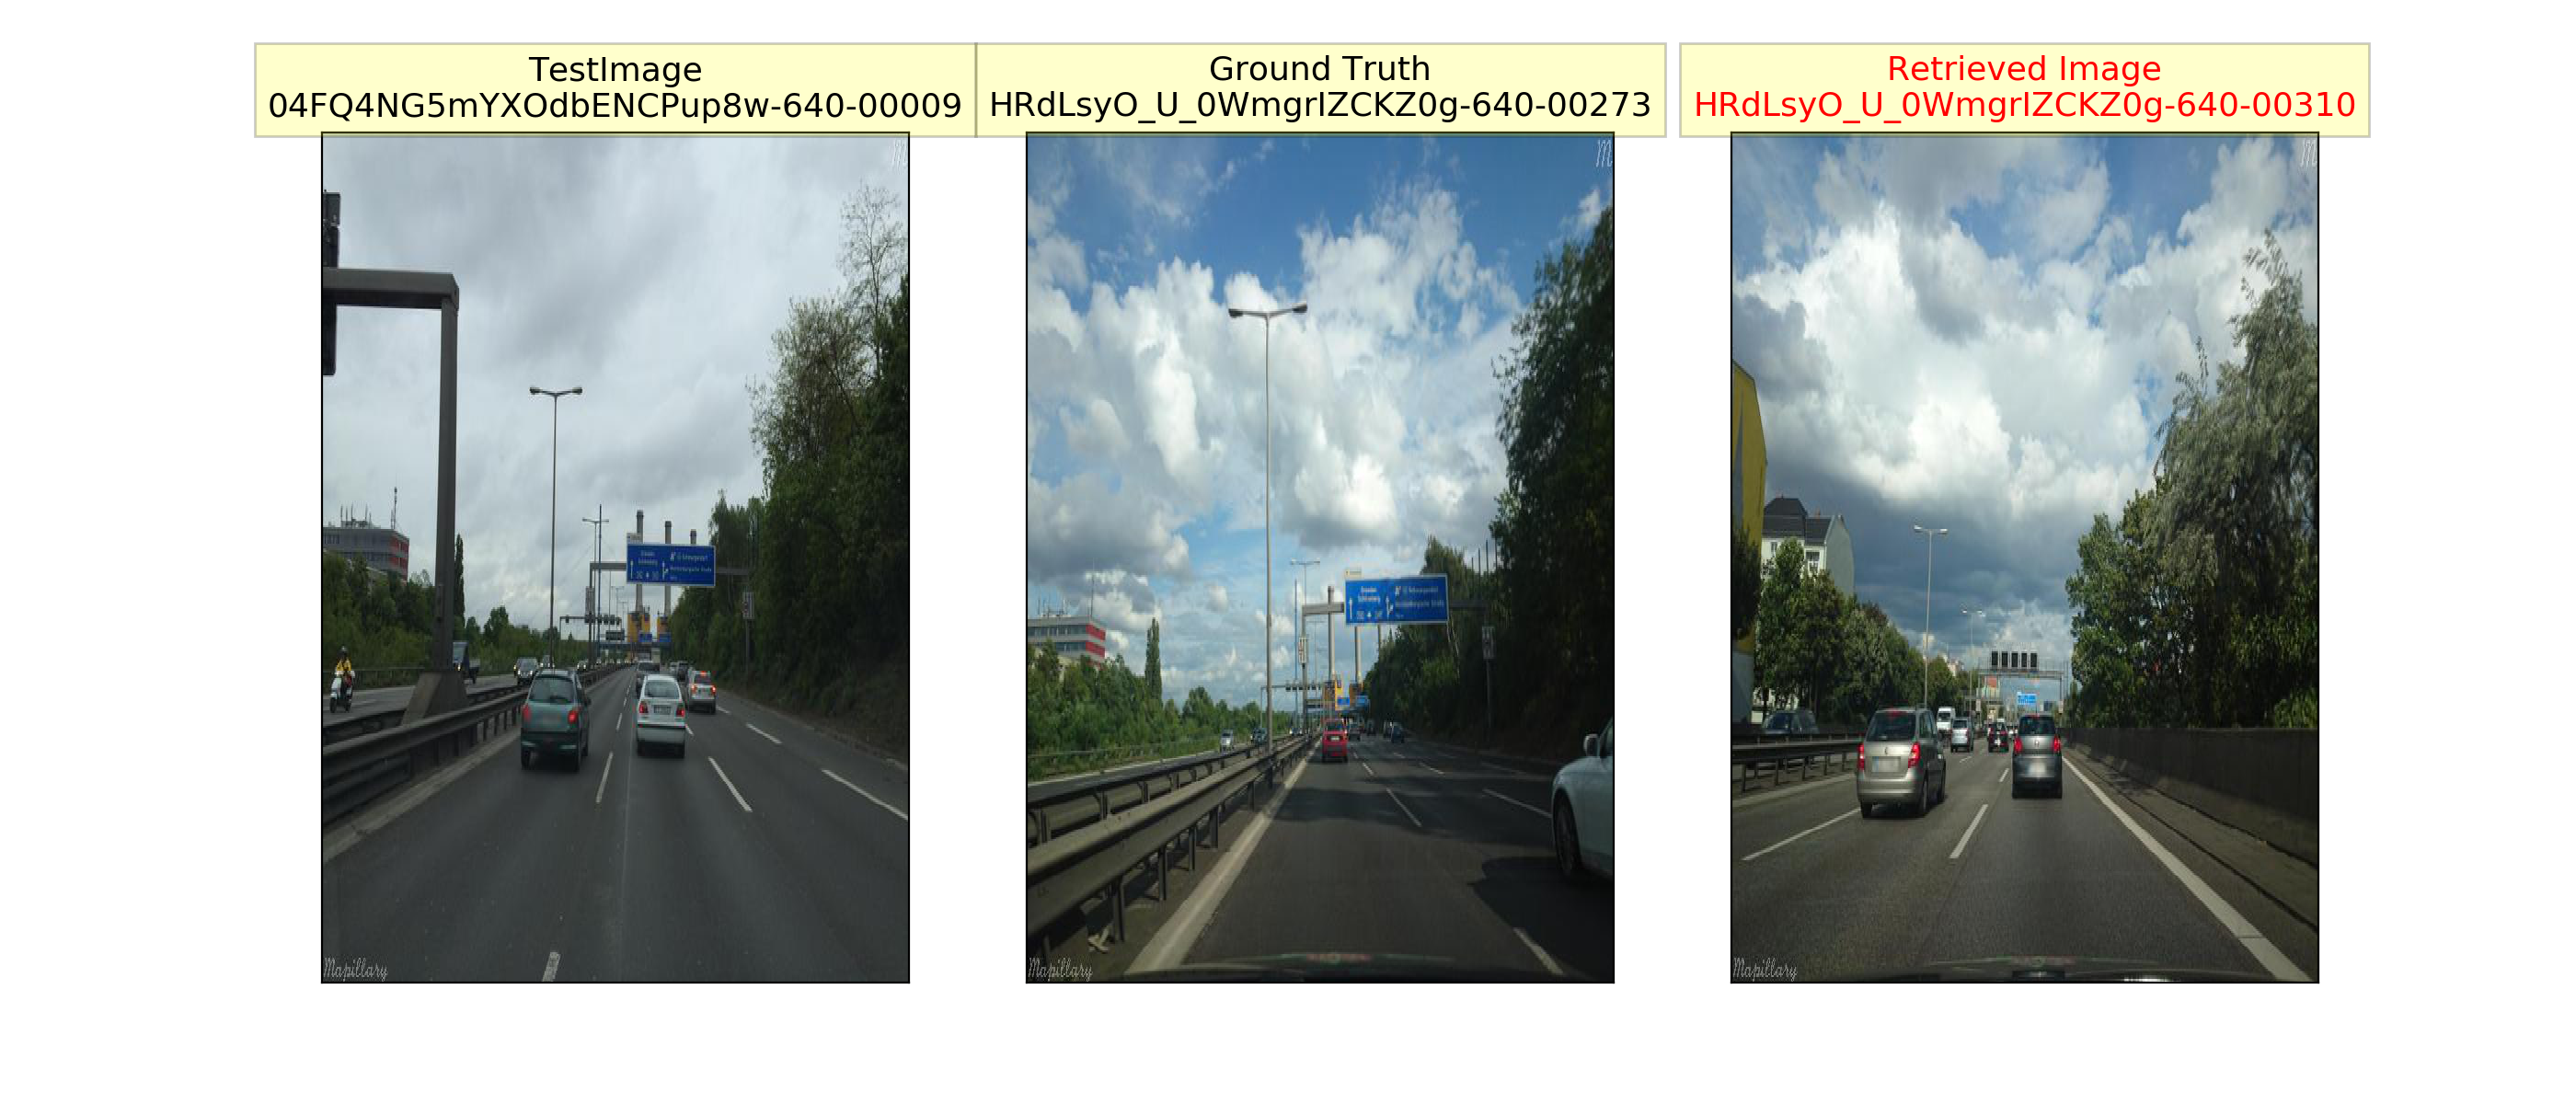 TestImage
04FQ4NG5mYXOdbENCPup8w-640-00009
Ground Truth
HRdLsyO_U_0WmgrIZCKZ0g-640-00273
Retrieved Image
HRdLsyO_U_0WmgrIZCKZ0g-640-00310
M
M
M
Mapillary
Mapillary
Mapillary